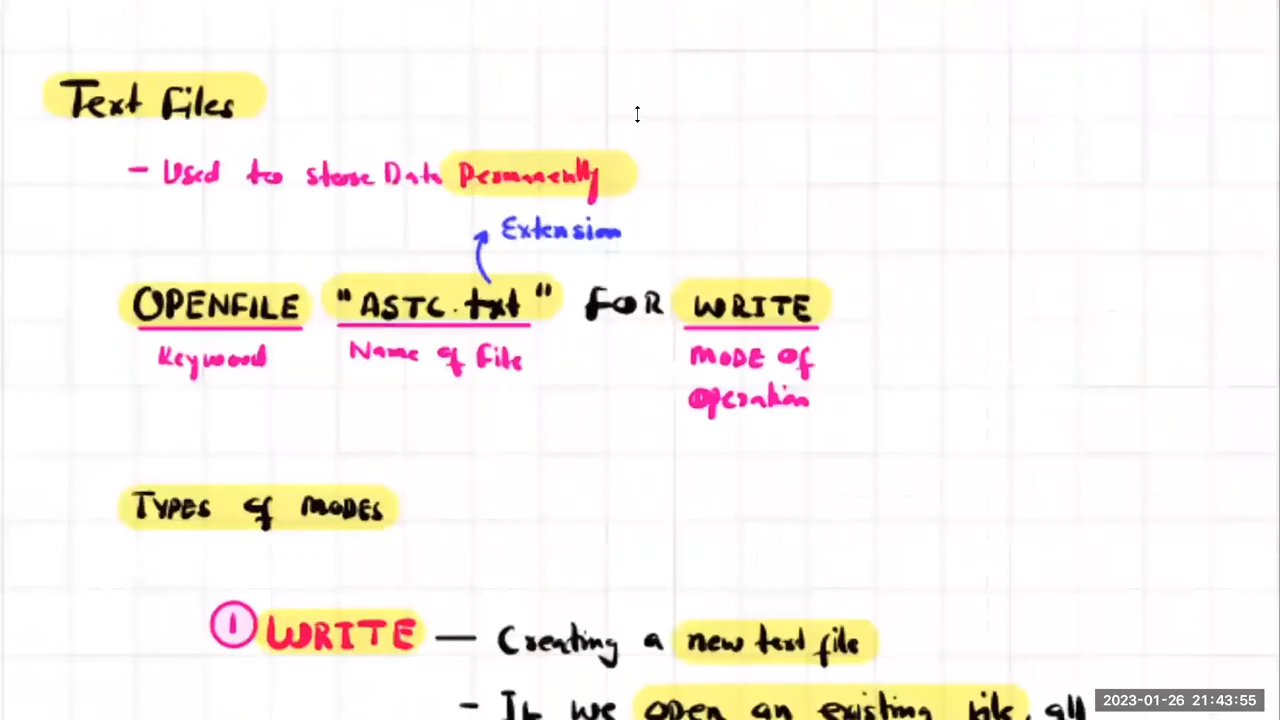 Text Files
- Used to store Data Permanently
Extension
OPENFILE "ASTC.txt" FOR WRITE
Keyword Name of File MODE OF
Operation
TYPES of MODES
① WRITE — Creating a new text file
- If we open an existing file, all
2023-01-26 21:43:55